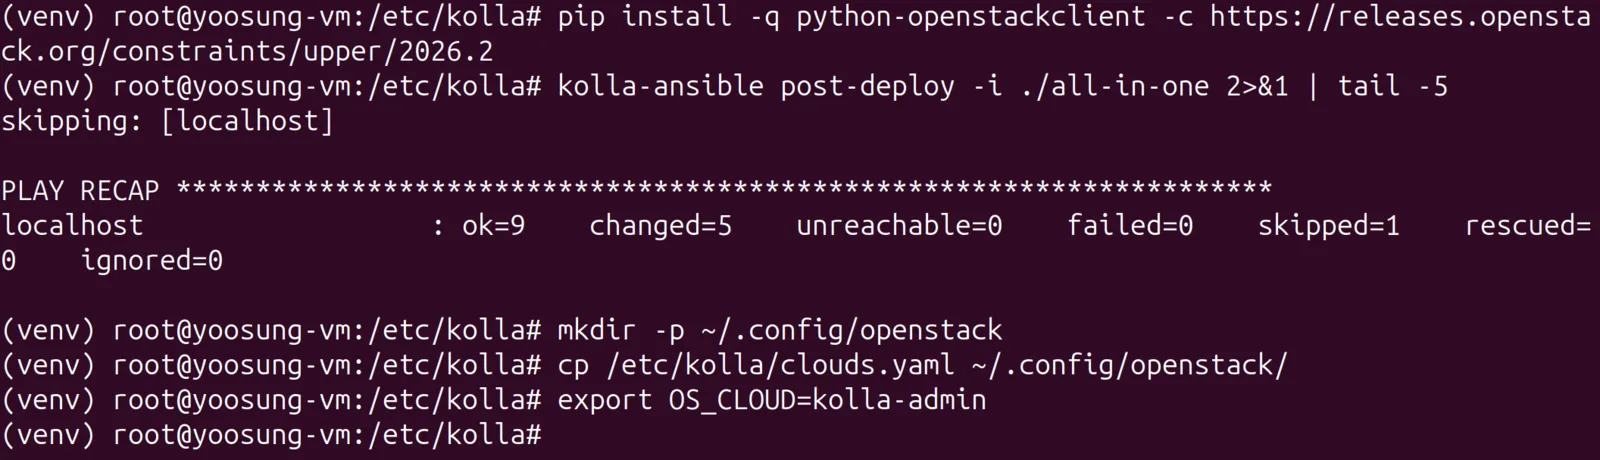 (venv) root@yoosung-vm:/etc/kolla# pip install -q python-openstackclient -c https://releases.opensta
ck.org/constraints/upper/2026.2
(venv) root@yoosung-vm:/etc/kolla# kolla-ansible post-deploy -i ./all-in-one 2>&1 | tail -5
skipping: [localhost]

PLAY RECAP *********************************************************************
localhost                  : ok=9    changed=5    unreachable=0    failed=0    skipped=1    rescued=
0    ignored=0

(venv) root@yoosung-vm:/etc/kolla# mkdir -p ~/.config/openstack
(venv) root@yoosung-vm:/etc/kolla# cp /etc/kolla/clouds.yaml ~/.config/openstack/
(venv) root@yoosung-vm:/etc/kolla# export OS_CLOUD=kolla-admin
(venv) root@yoosung-vm:/etc/kolla#